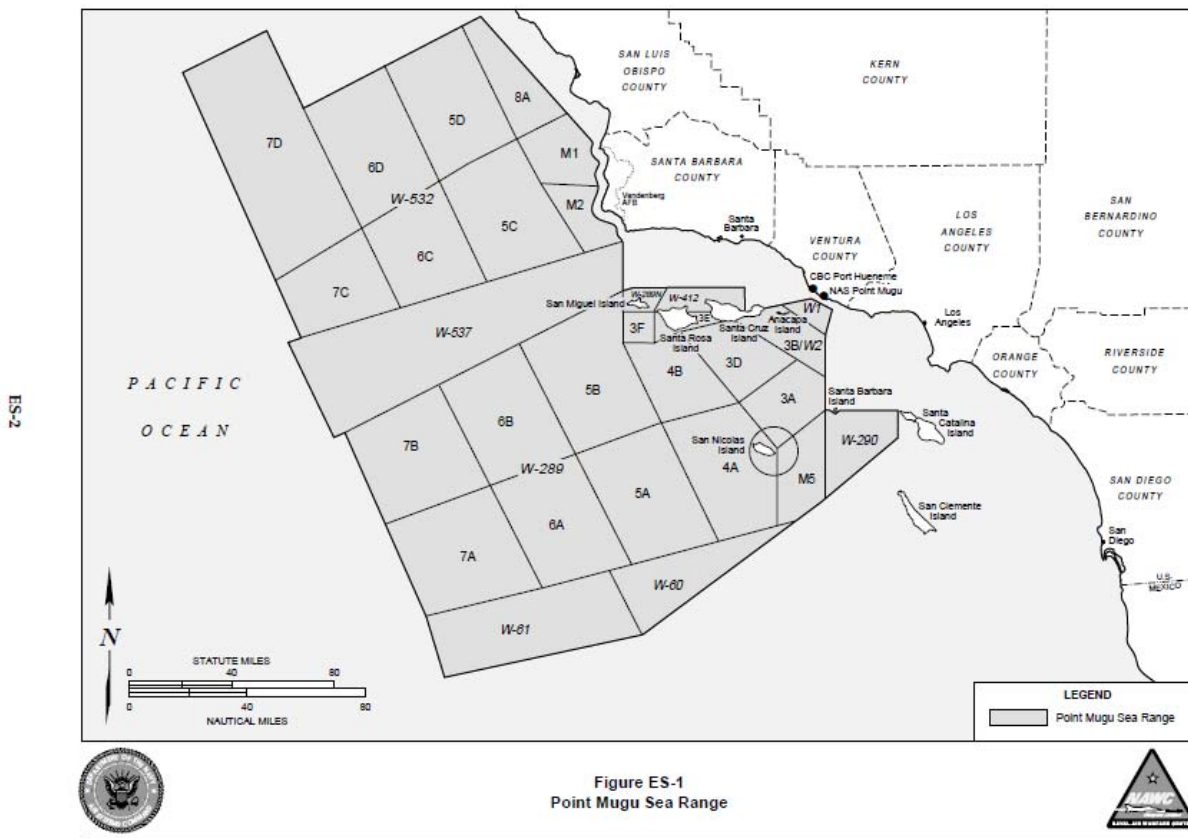 SAN LUIS
OBISPO
COUNTY
KERN
COUNTY
8A
5D
7D
6D
M1
SANTA BARBARA
COUNTY
W-532
Vandenberg
AFB
M2
5C
SAN
BERNARDINO
COUNTY
LOS
ANGELES
COUNTY
Santa
Barbara
VENTURA
COUNTY
6C
7C
CBC Port Hueneme
NAS Point Mugu
W-289N
W-412
San Miguel Island
W-537
3F
3E
Santa Rosa
Island
Santa Cruz
Island
Anacapa
Island
W1
Los
Angeles
3B/W2
ORANGE
COUNTY
RIVERSIDE
COUNTY
PACIFIC
OCEAN
5B
4B
3D
3A
Santa Barbara
Island
Santa
Catalina
Island
6B
7B
San Nicolas
Island
W-290
W-289
4A
M5
SAN DIEGO
COUNTY
5A
6A
7A
San Clemente
Island
San
Diego
U.S.
MEXICO
W-60
W-61
N
STATUTE MILES
0 40 80
0 40 80
NAUTICAL MILES
LEGEND
Point Mugu Sea Range
ES-2
Figure ES-1
Point Mugu Sea Range
NAWC